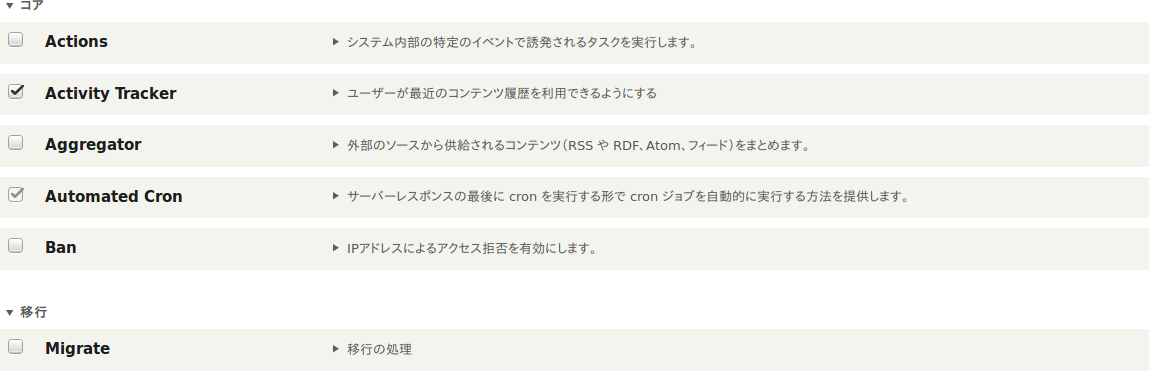 コア
Actions
システム内部の特定のイベントで誘発されるタスクを実行します。
Activity Tracker
ユーザーが最近のコンテンツ履歴を利用できるようにする
Aggregator
外部のソースから供給されるコンテンツ（RSS や RDF、Atom、フィード）をまとめます。
Automated Cron
サーバーレスポンスの最後に cron を実行する形で cron ジョブを自動的に実行する方法を提供します。
Ban
IPアドレスによるアクセス拒否を有効にします。
移行
Migrate
移行の処理